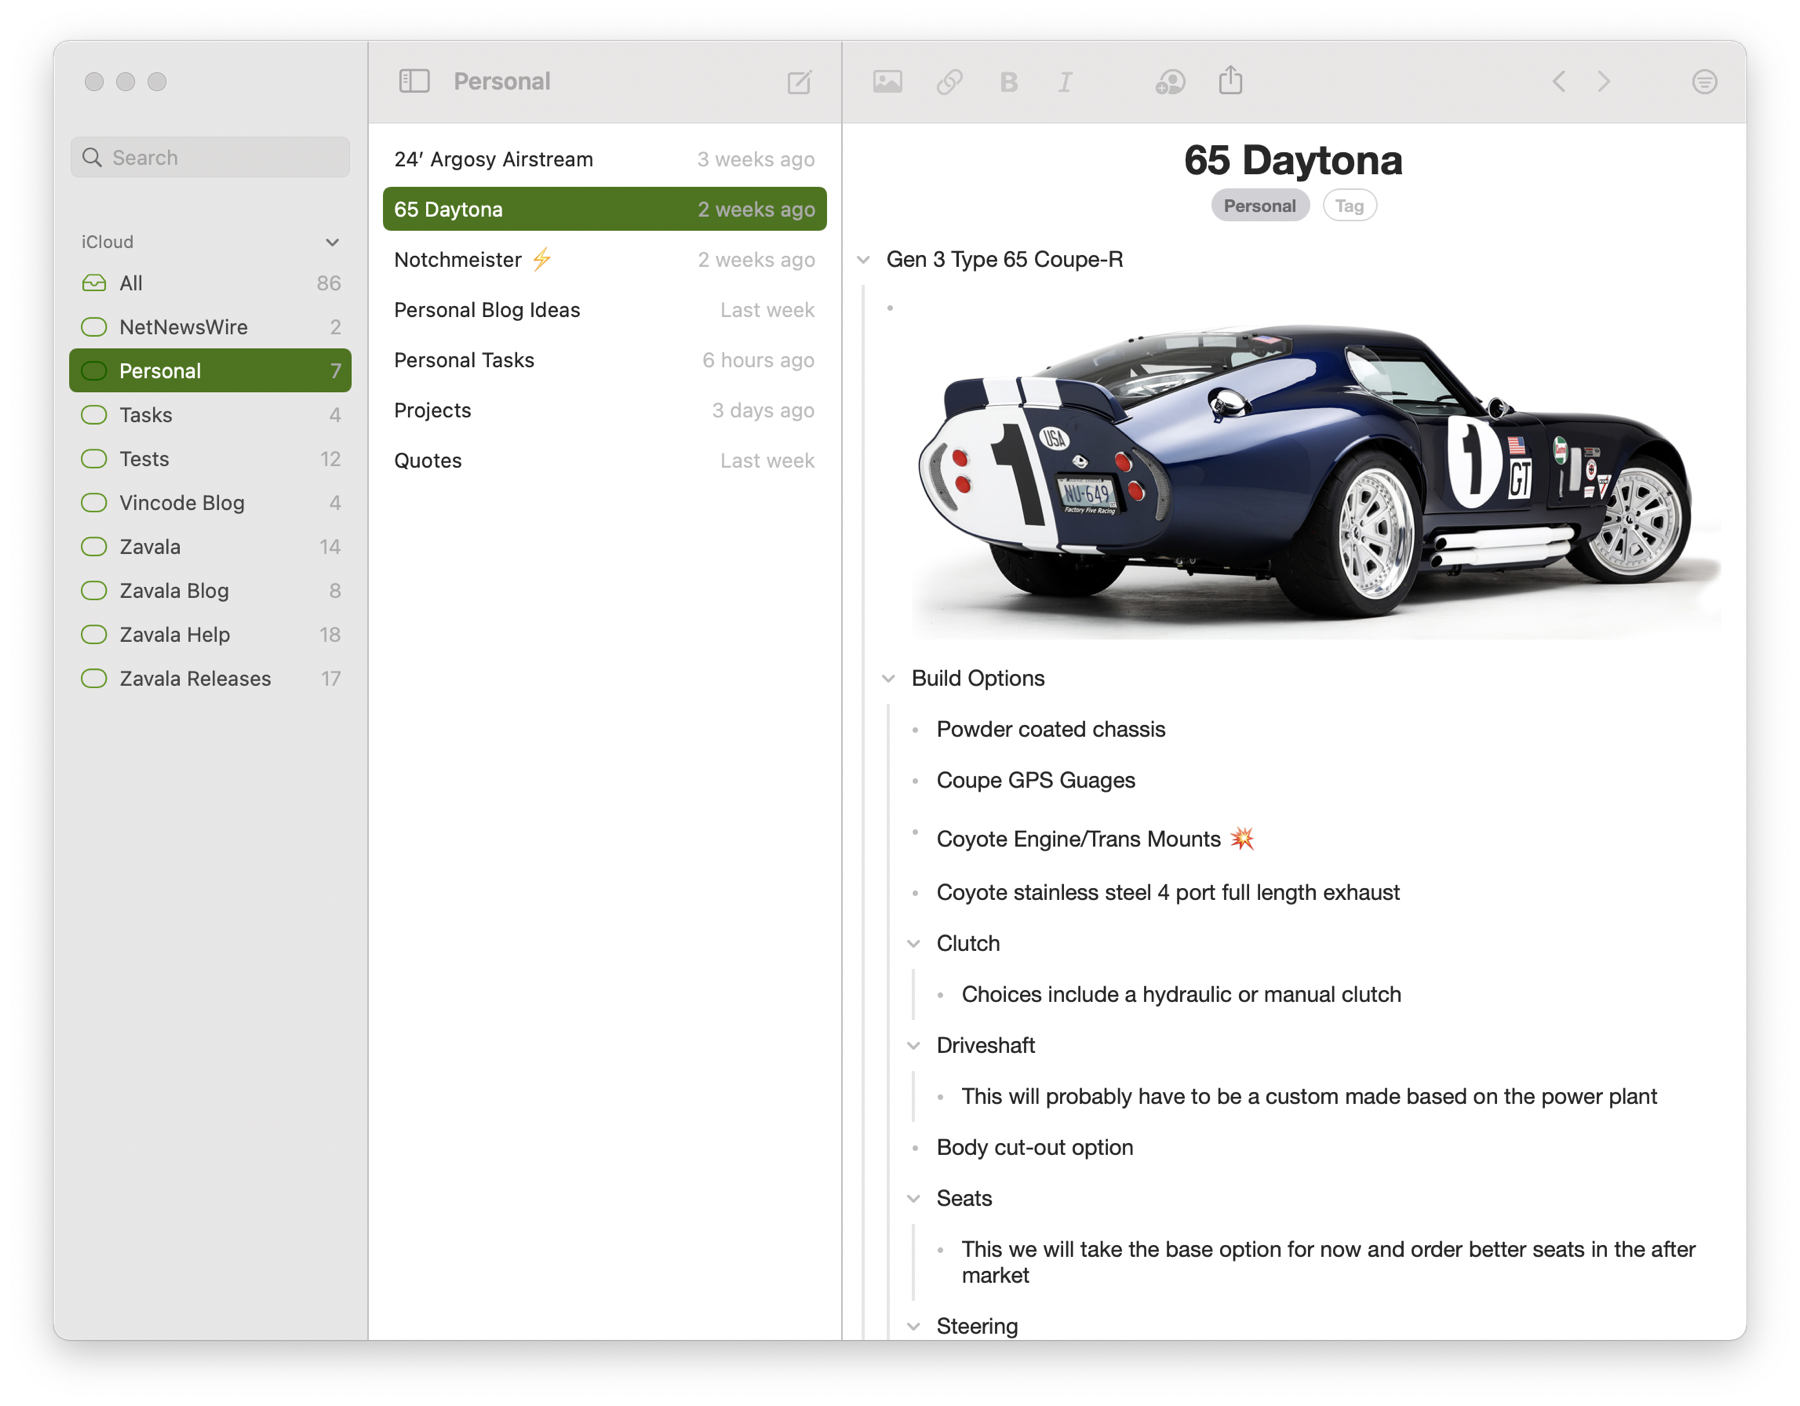 Search
iCloud
All 86
NetNewsWire 2
Personal 7
Tasks 4
Tests 12
Vincode Blog 4
Zavala 14
Zavala Blog 8
Zavala Help 18
Zavala Releases 17
Personal
24′ Argosy Airstream 3 weeks ago
65 Daytona 2 weeks ago
Notchmeister ⚡ 2 weeks ago
Personal Blog Ideas Last week
Personal Tasks 6 hours ago
Projects 3 days ago
Quotes Last week
B I
65 Daytona
Personal Tag
Gen 3 Type 65 Coupe-R
1
USA
NU-649
Factory Five Racing
1
GT
Build Options
Powder coated chassis
Coupe GPS Guages
Coyote Engine/Trans Mounts 💥
Coyote stainless steel 4 port full length exhaust
Clutch
Choices include a hydraulic or manual clutch
Driveshaft
This will probably have to be a custom made based on the power plant
Body cut-out option
Seats
This we will take the base option for now and order better seats in the after
market
Steering